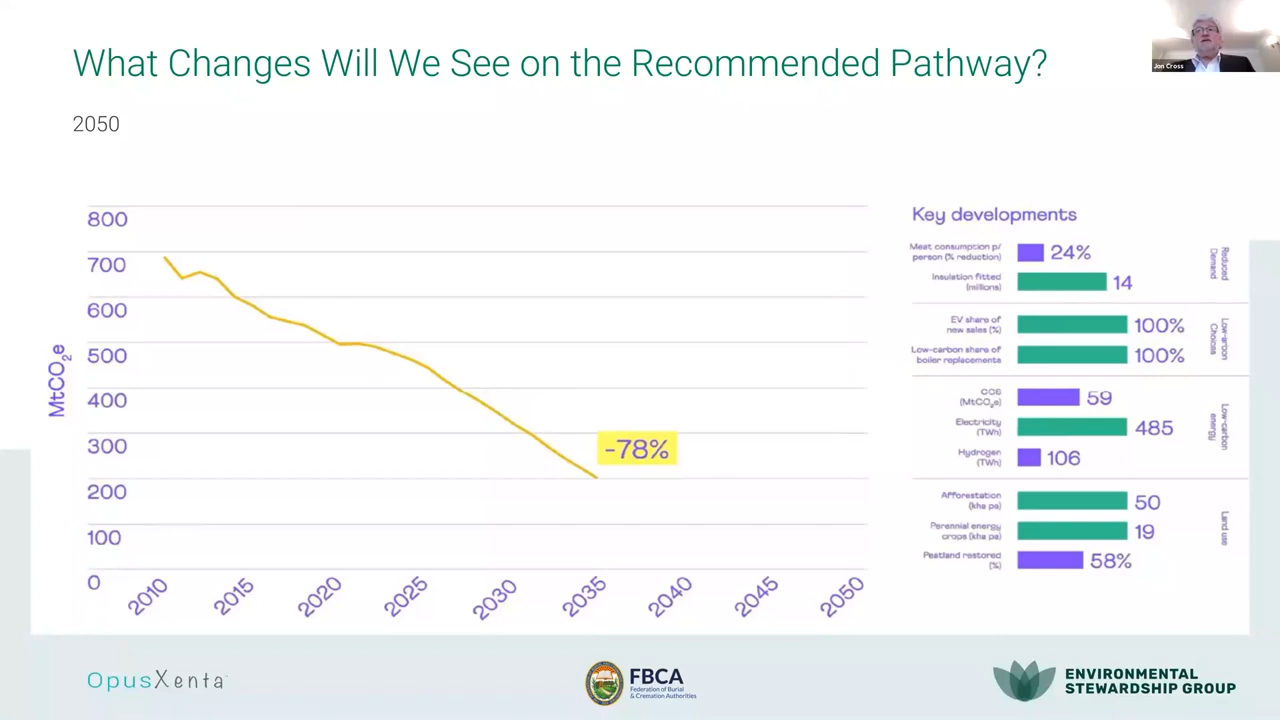 What Changes Will We See on the Recommended Pathway?
Jon Cross
2050
MtCO₂e
800
700
600
500
400
300
200
100
0
-78%
2010
2015
2020
2025
2030
2035
2040
2045
2050
Key developments
Meat consumption p/
person (% reduction)
24%
Insulation fitted
(millions)
14
Reduced
Demand
EV share of
new sales (%)
100%
Low-carbon share of
boiler replacements
100%
Low-carbon
Choices
CCS
(MtCO₂e)
59
Electricity
(TWh)
485
Hydrogen
(TWh)
106
Low-carbon
energy
Afforestation
(kha pa)
50
Perennial energy
crops (kha pa)
19
Peatland restored
(%)
58%
Land use
OpusXenta
FBCA
Federation of Burial
& Cremation Authorities
ENVIRONMENTAL
STEWARDSHIP GROUP